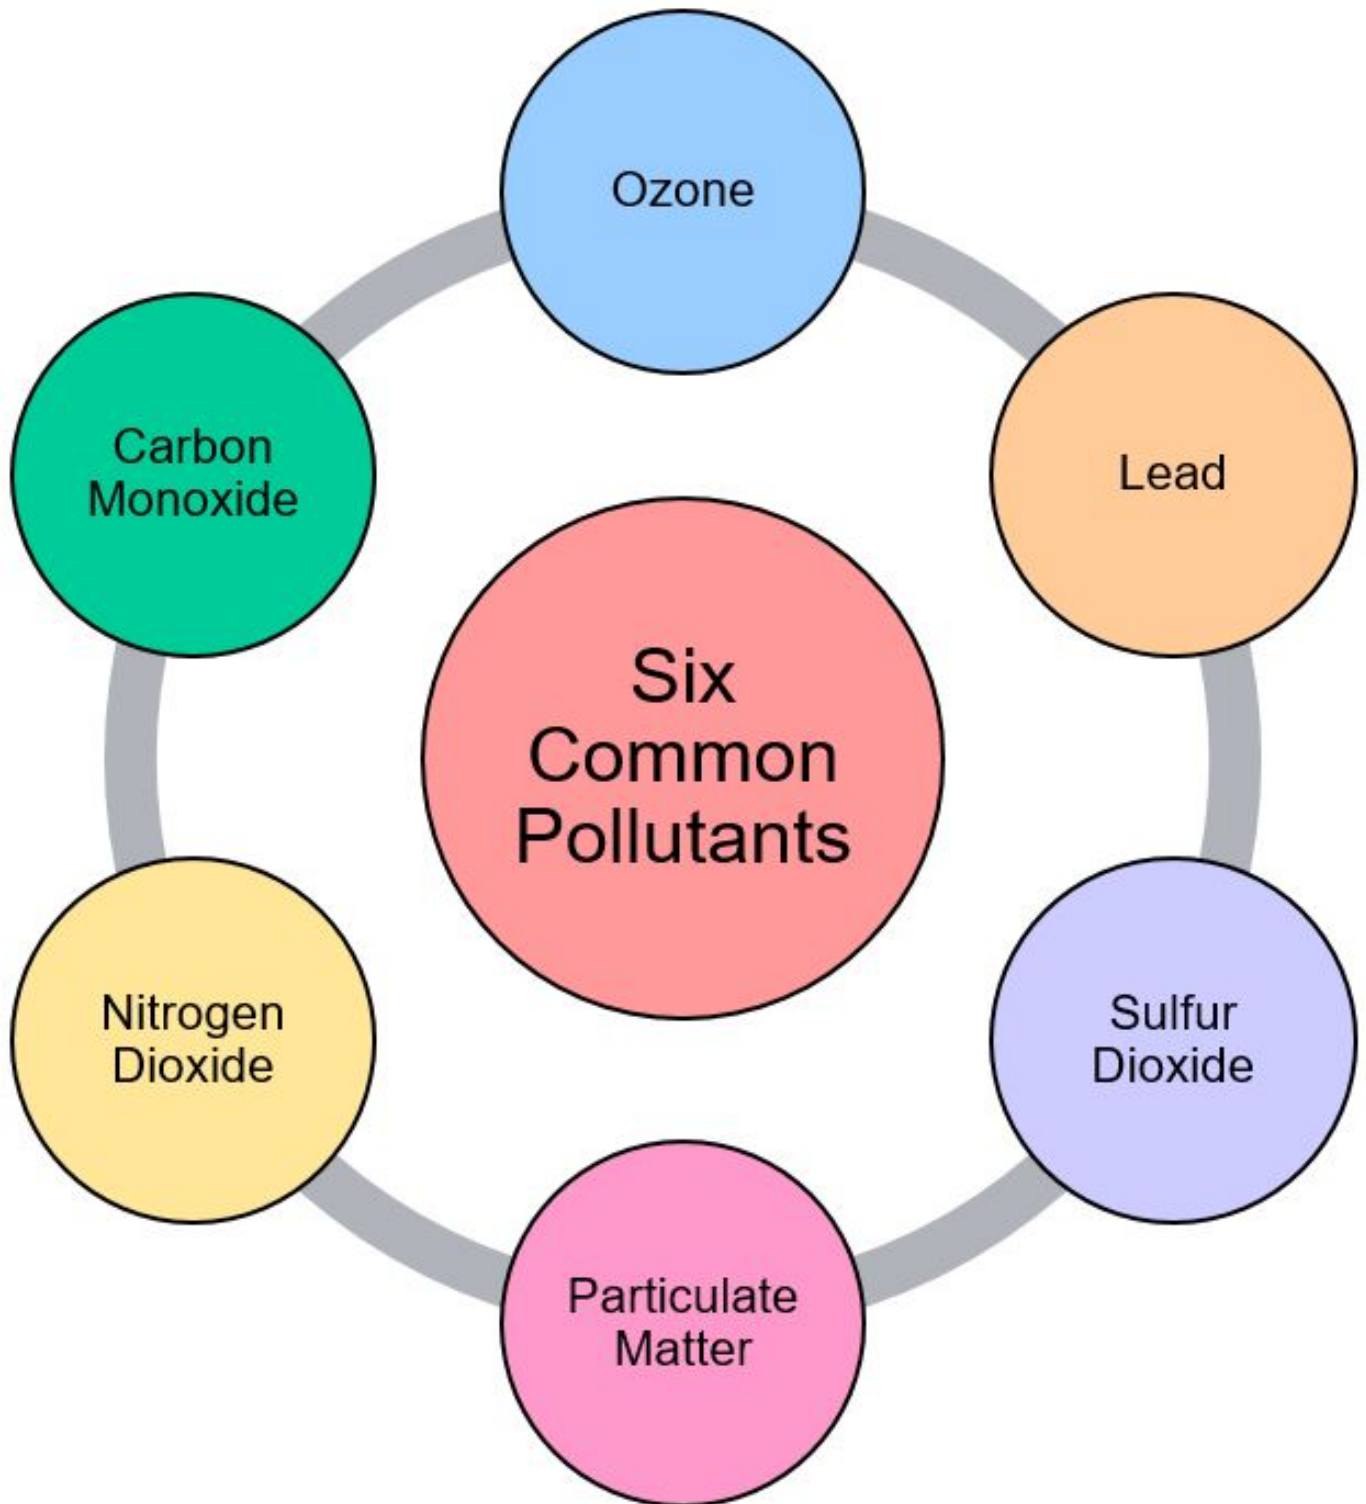 Ozone
Carbon
Monoxide
Lead
Six
Common
Pollutants
Nitrogen
Dioxide
Sulfur
Dioxide
Particulate
Matter